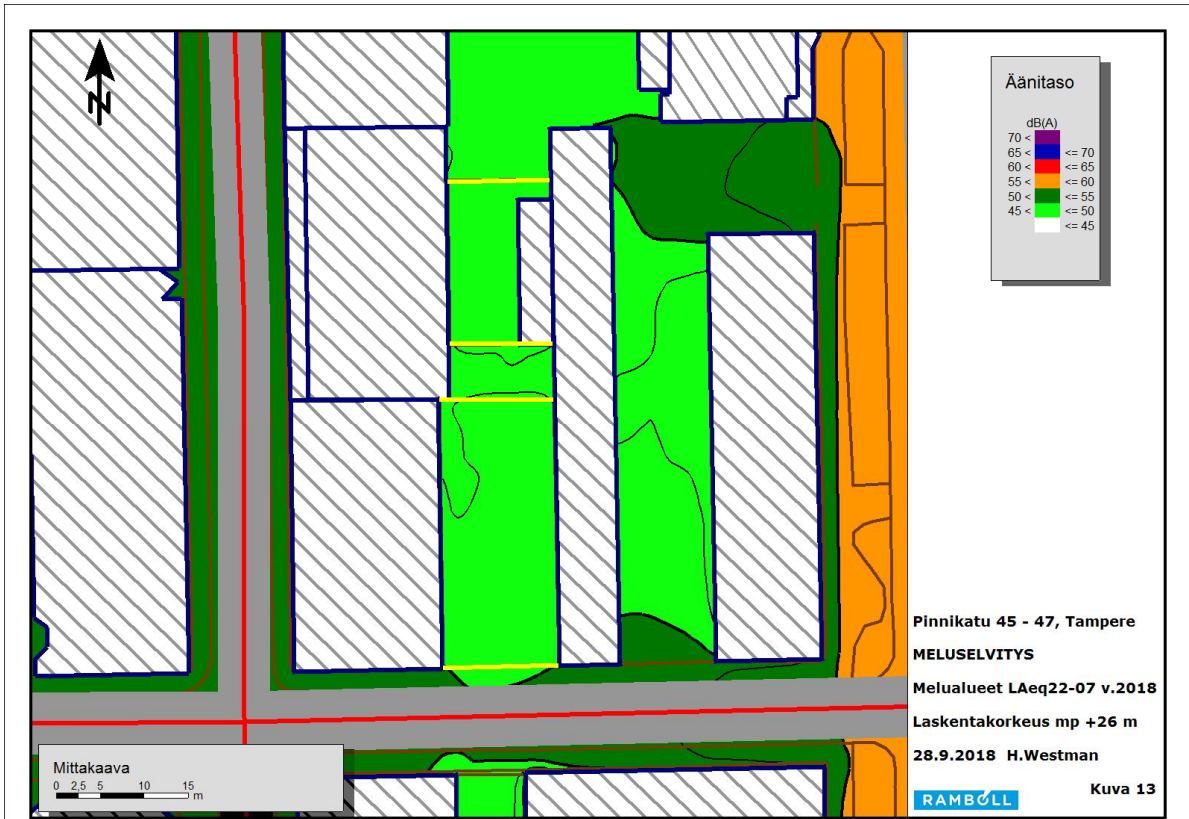 N
Äänitaso
dB(A)
70 <
65 < <= 70
60 < <= 65
55 < <= 60
50 < <= 55
45 < <= 50
<= 45
Pinnikatu 45 - 47, Tampere
MELUSELVITYS
Melualueet LAeq22-07 v.2018
Laskentakorkeus mp +26 m
28.9.2018 H.Westman
Kuva 13
RAMBOLL
Mittakaava
0 2,5 5 10 15
m